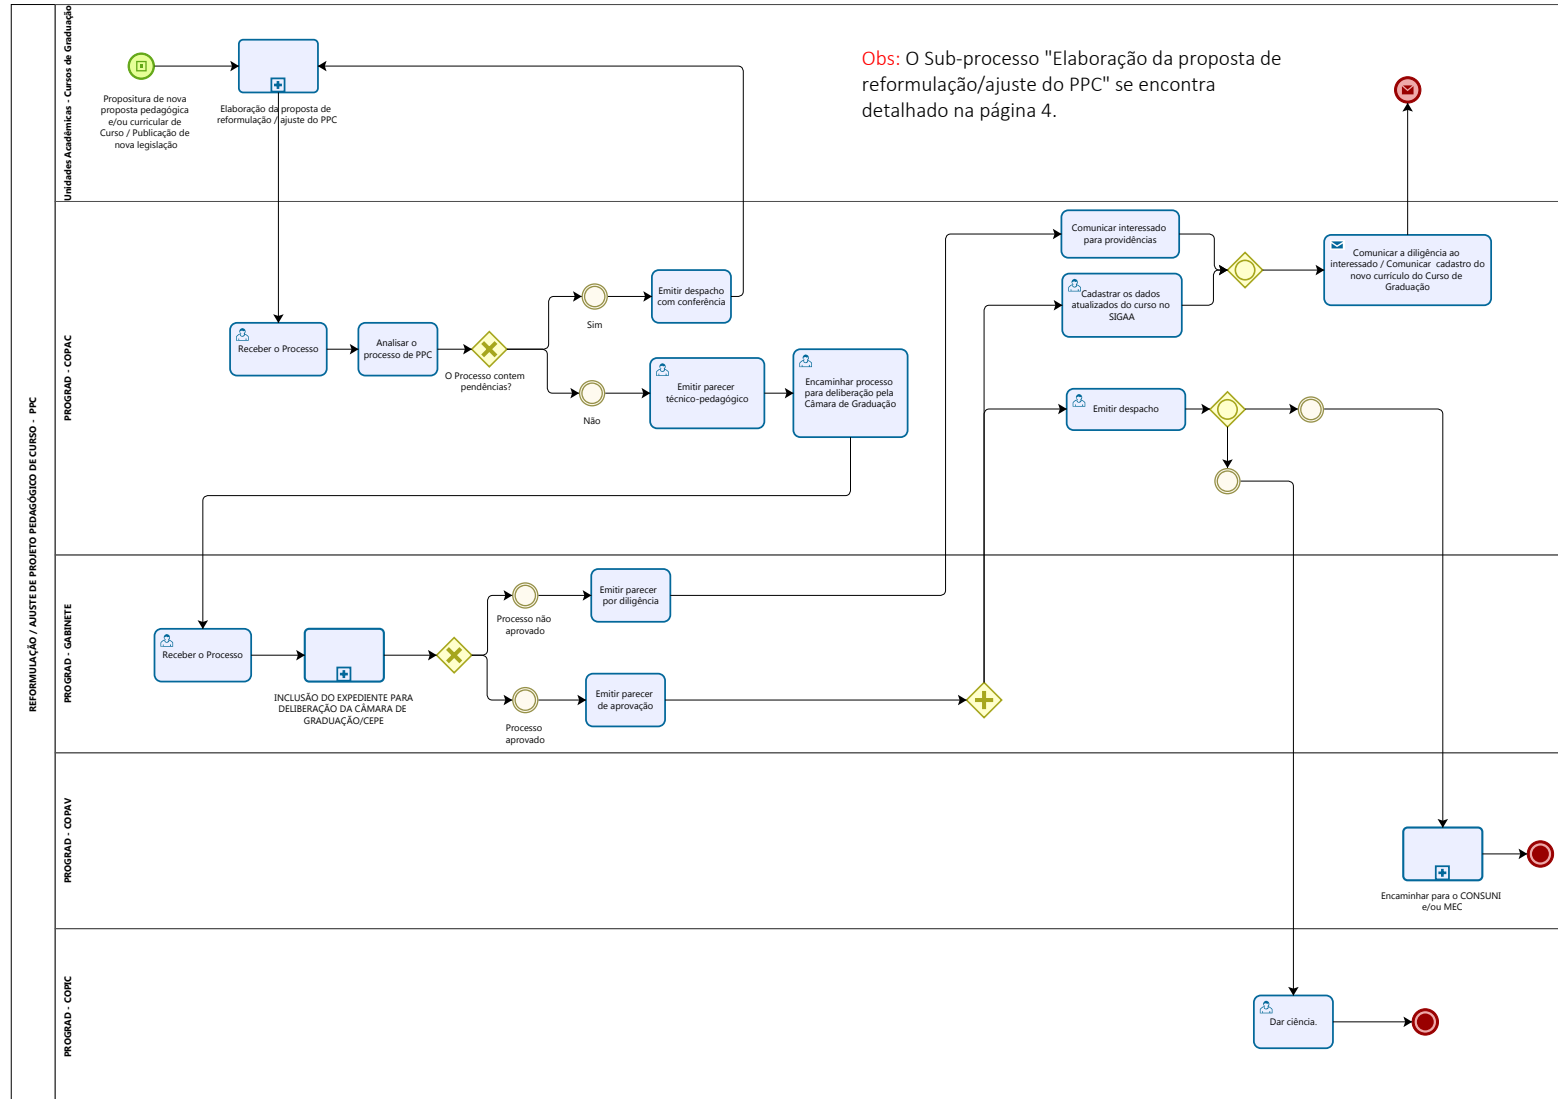 REFORMULAÇÃO / AJUSTE DE PROJETO PEDAGÓGICO DE CURSO - PPC
Unidades Acadêmicas - Cursos de Graduação
Propositura de nova
proposta pedagógica
e/ou curricular de
Curso / Publicação de
nova legislação
Elaboração da proposta de
reformulação / ajuste do PPC
Obs: O Sub-processo "Elaboração da proposta de
reformulação/ajuste do PPC" se encontra
detalhado na página 4.
PROGRAD - COPAC
Receber o Processo
Analisar o
processo de PPC
O Processo contem
pendências?
Sim
Emitir despacho
com conferência
Não
Emitir parecer
técnico-pedagógico
Encaminhar processo
para deliberação pela
Câmara de Graduação
Comunicar interessado
para providências
Cadastrar os dados
atualizados do curso no
SIGAA
Comunicar a diligência ao
interessado / Comunicar cadastro do
novo currículo do Curso de
Graduação
Emitir despacho
PROGRAD - GABINETE
Receber o Processo
INCLUSÃO DO EXPEDIENTE PARA
DELIBERAÇÃO DA CÂMARA DE
GRADUAÇÃO/CEPE
Processo não
aprovado
Emitir parecer
por diligência
Processo
aprovado
Emitir parecer
de aprovação
PROGRAD - COPAV
Encaminhar para o CONSUNI
e/ou MEC
PROGRAD - COPIC
Dar ciência.